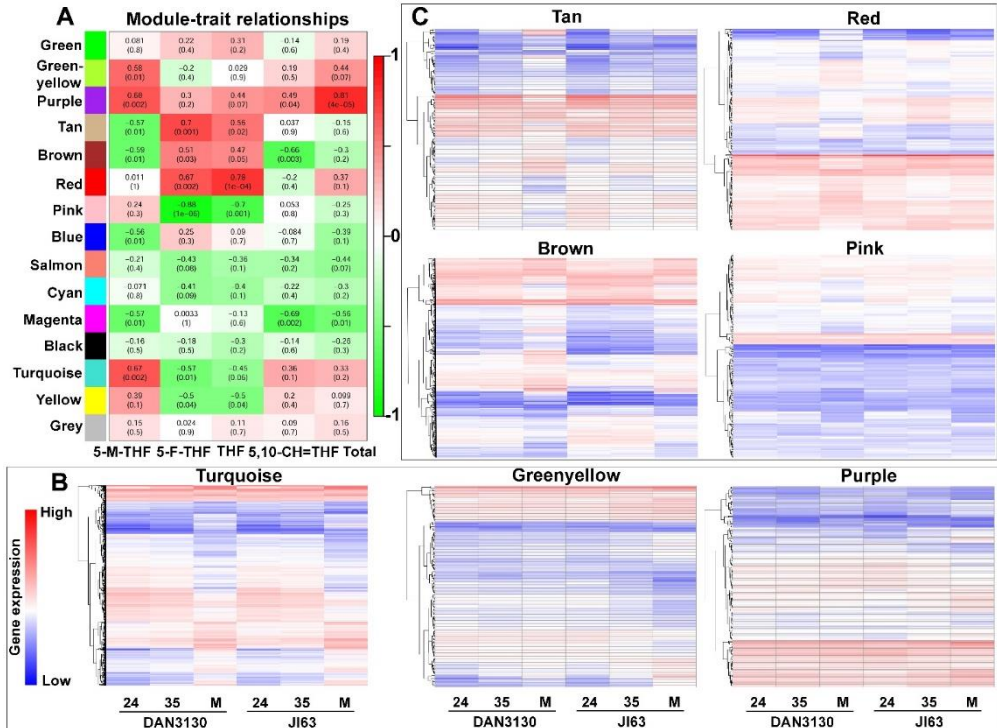 A
Module-trait relationships
Green 0.081 0.22 0.31 -0.14 0.19
(0.8) (0.4) (0.2) (0.6) (0.4)
Green-yellow 0.58 -0.2 0.029 0.19 0.44
(0.01) (0.4) (0.9) (0.5) (0.07)
Purple 0.68 0.3 0.44 0.49 0.81
(0.002) (0.2) (0.07) (0.04) (4e-05)
Tan -0.57 0.7 0.56 0.037 -0.15
(0.01) (0.001) (0.02) (0.9) (0.6)
Brown -0.59 0.51 0.47 -0.66 -0.3
(0.01) (0.03) (0.05) (0.003) (0.2)
Red 0.011 0.67 0.78 -0.2 0.37
(1) (0.002) (1e-04) (0.4) (0.1)
Pink 0.24 -0.88 -0.7 0.053 -0.25
(0.3) (1e-06) (0.001) (0.8) (0.3)
Blue -0.56 0.25 0.09 -0.084 -0.39
(0.01) (0.3) (0.7) (0.7) (0.1)
Salmon -0.21 -0.43 -0.36 -0.34 -0.44
(0.4) (0.08) (0.1) (0.2) (0.07)
Cyan -0.071 -0.41 -0.4 -0.22 -0.3
(0.8) (0.09) (0.1) (0.4) (0.2)
Magenta -0.57 0.0033 -0.13 -0.69 -0.56
(0.01) (1) (0.6) (0.002) (0.01)
Black -0.16 -0.18 -0.3 -0.14 -0.26
(0.5) (0.5) (0.2) (0.6) (0.3)
Turquoise 0.67 -0.57 -0.45 0.36 0.33
(0.002) (0.01) (0.06) (0.1) (0.2)
Yellow 0.39 -0.5 -0.5 0.2 0.099
(0.1) (0.04) (0.04) (0.4) (0.7)
Grey 0.15 0.024 0.11 0.09 0.16
(0.5) (0.9) (0.7) (0.7) (0.5)
5-M-THF 5-F-THF THF 5,10-CH=THF Total
1
0
-1
C
Tan Red
Brown Pink
B
Turquoise Greenyellow Purple
High
Gene expression
Low
24 35 M 24 35 M 24 35 M 24 35 M 24 35 M 24 35 M
DAN3130 JI63 DAN3130 JI63 DAN3130 JI63